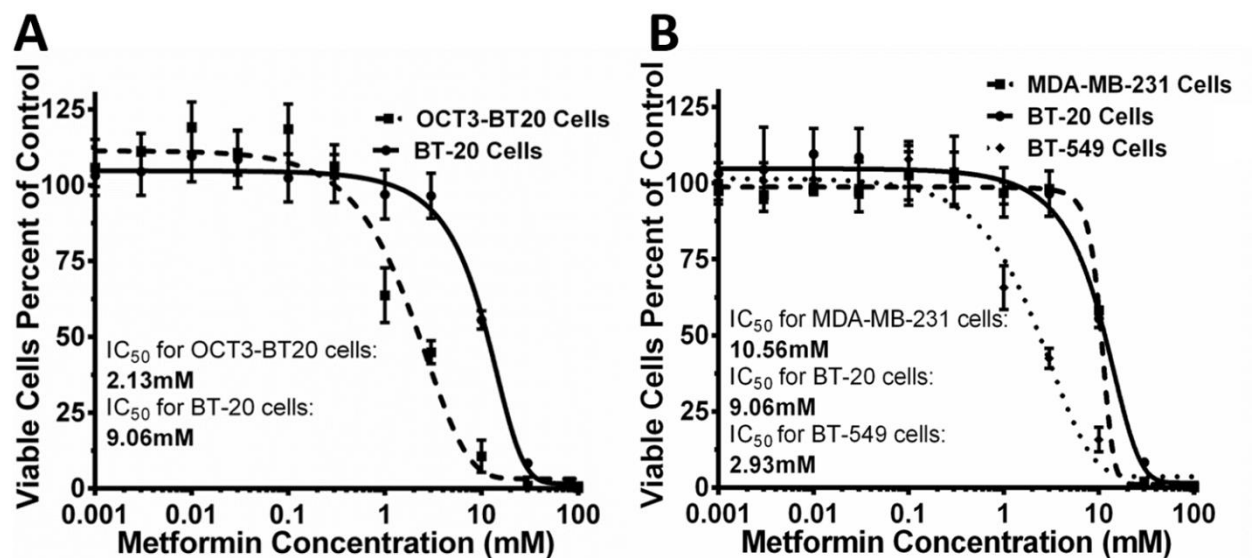 A
Viable Cells Percent of Control
125
100
75
50
25
0
OCT3-BT20 Cells
BT-20 Cells
IC₅₀ for OCT3-BT20 cells:
2.13mM
IC₅₀ for BT-20 cells:
9.06mM
0.001 0.01 0.1 1 10 100
Metformin Concentration (mM)
B
Viable Cells Percent of Control
125
100
75
50
25
0
MDA-MB-231 Cells
BT-20 Cells
BT-549 Cells
IC₅₀ for MDA-MB-231 cells:
10.56mM
IC₅₀ for BT-20 cells:
9.06mM
IC₅₀ for BT-549 cells:
2.93mM
0.001 0.01 0.1 1 10 100
Metformin Concentration (mM)